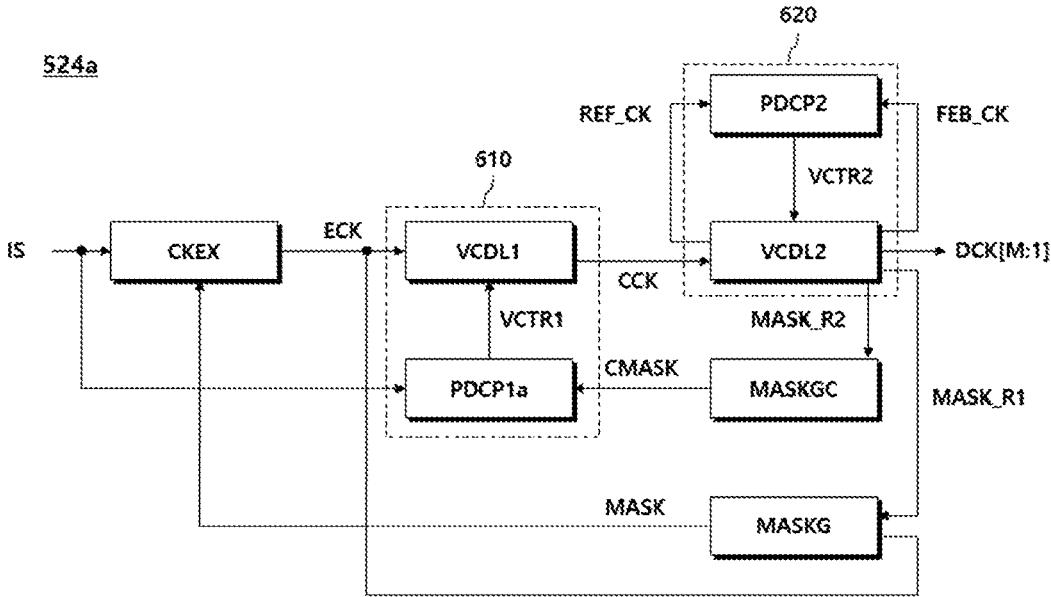 620
524a
PDCP2
REF_CK
FEB_CK
610
VCTR2
IS
CKEX
ECK
VCDL1
VCDL2
DCK[M:1]
CCK
VCTR1
MASK_R2
PDCP1a
CMASK
MASKGC
MASK_R1
MASK
MASKG